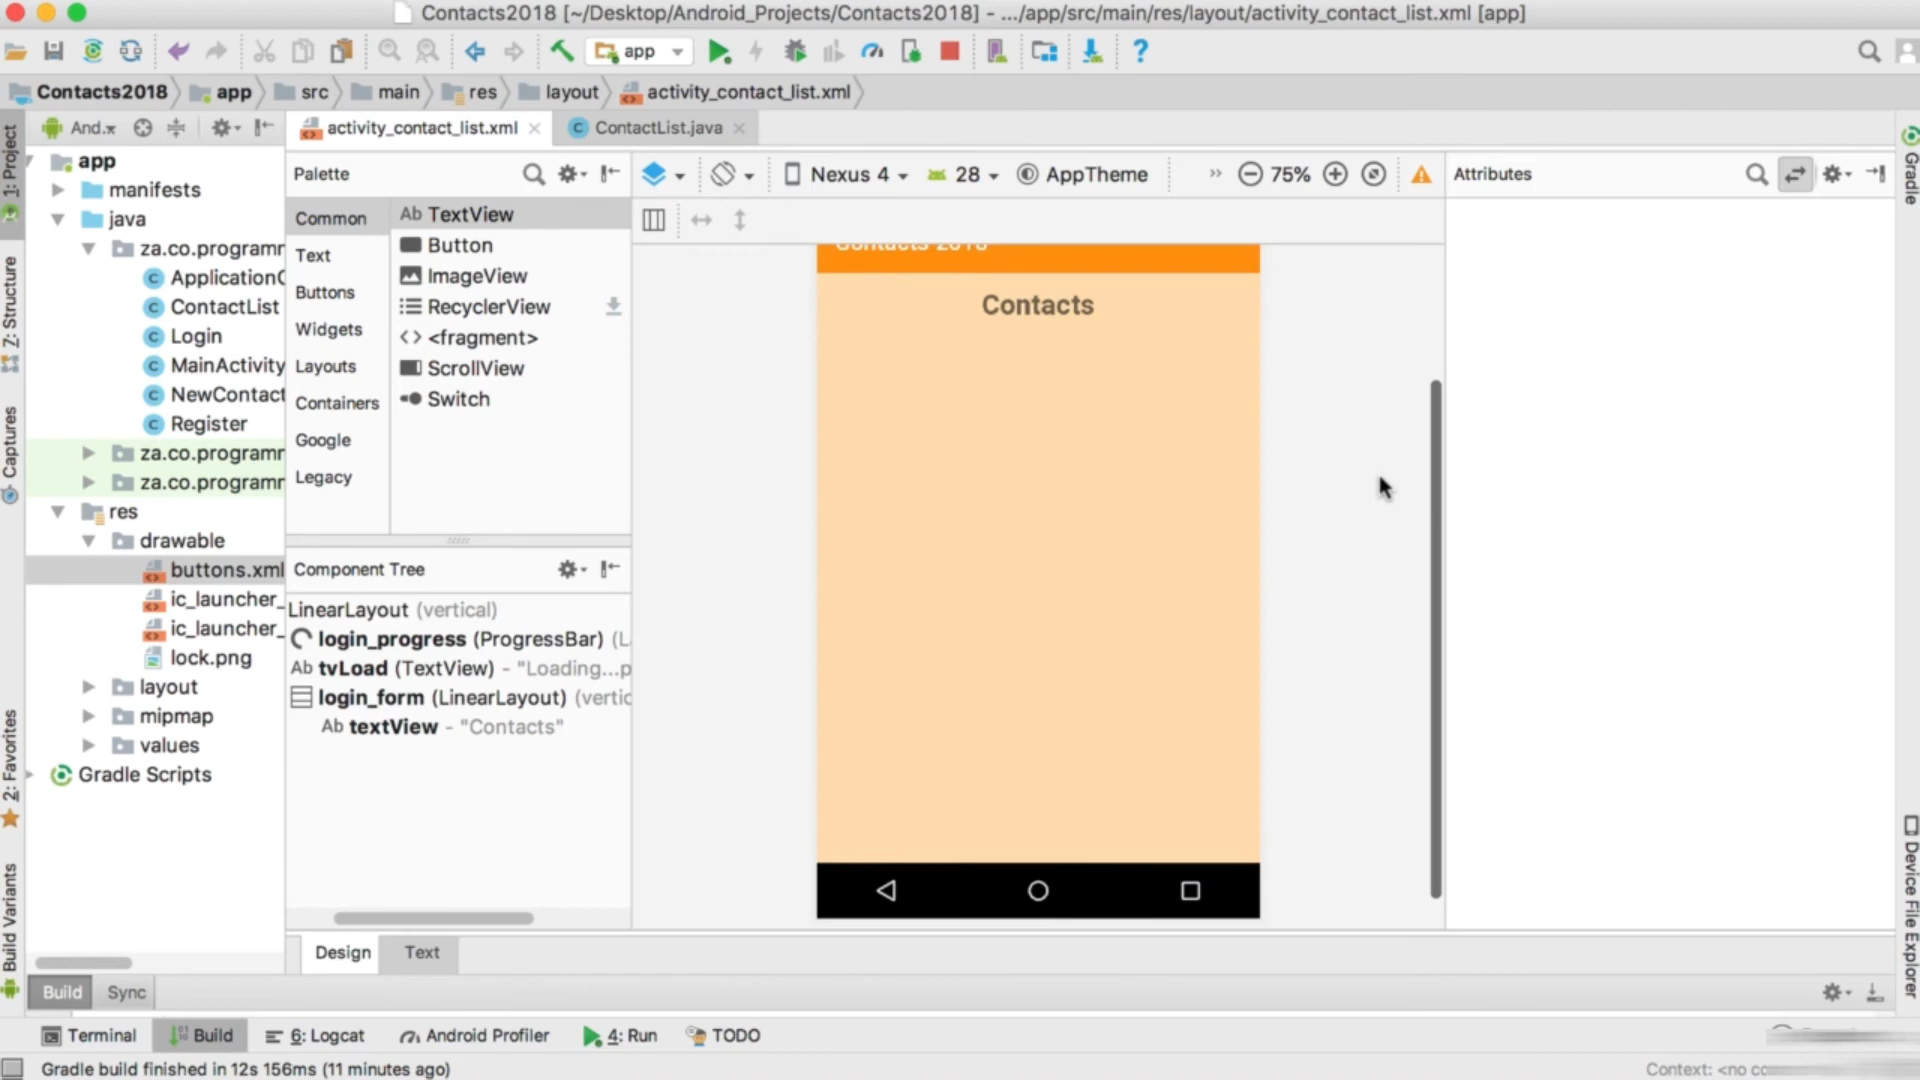 Contacts2018 [~/Desktop/Android_Projects/Contacts2018] - .../app/src/main/res/layout/activity_contact_list.xml [app]
app
Contacts2018 app src main res layout activity_contact_list.xml
1: Project
Z: Structure
Captures
2: Favorites
Build Variants
And..
app
manifests
java
za.co.programr
ApplicationC
ContactList
Login
MainActivity
NewContact
Register
za.co.programr
za.co.programr
res
drawable
buttons.xml
ic_launcher_
ic_launcher_
lock.png
layout
mipmap
values
Gradle Scripts
activity_contact_list.xml
ContactList.java
Palette
Common
Text
Buttons
Widgets
Layouts
Containers
Google
Legacy
Ab TextView
Button
ImageView
RecyclerView
<fragment>
ScrollView
Switch
Component Tree
LinearLayout (vertical)
login_progress (ProgressBar) (L
Ab tvLoad (TextView) - "Loading...p
login_form (LinearLayout) (vertic
Ab textView - "Contacts"
Nexus 4 28 AppTheme » 75%
Contacts 2018
Contacts
Attributes
Gradle
Device File Explorer
Design Text
Build Sync
Terminal Build 6: Logcat Android Profiler 4: Run TODO
Gradle build finished in 12s 156ms (11 minutes ago)
Context: <no co